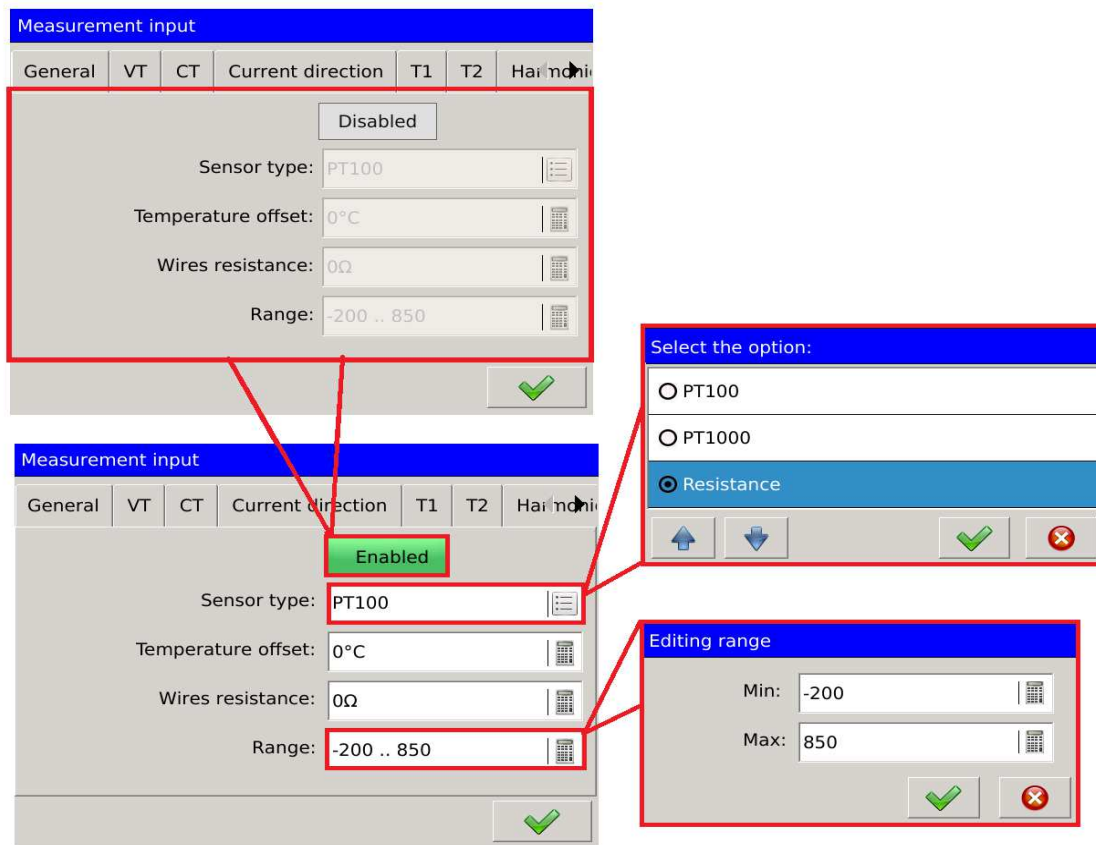 Measurement input
General VT CT Current direction T1 T2 Harmoni
Disabled
Sensor type: PT100
Temperature offset: 0°C
Wires resistance: 0Ω
Range: -200 .. 850
Select the option:
PT100
PT1000
Resistance
Measurement input
General VT CT Current direction T1 T2 Harmoni
Enabled
Sensor type: PT100
Temperature offset: 0°C
Wires resistance: 0Ω
Range: -200 .. 850
Editing range
Min: -200
Max: 850